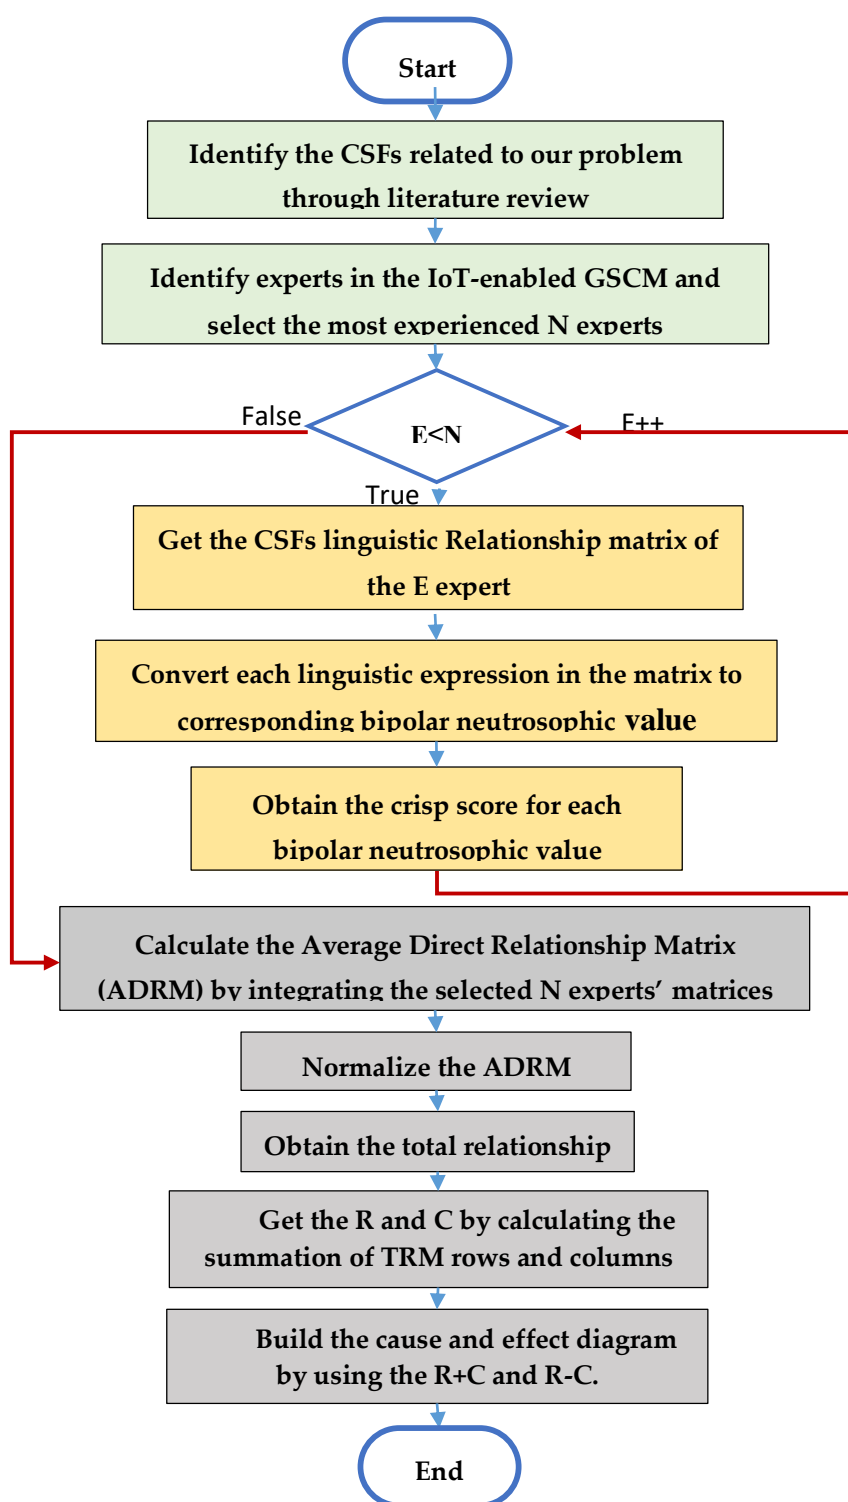 Start
Identify the CSFs related to our problem
through literature review
Identify experts in the IoT-enabled GSCM and
select the most experienced N experts
False
E<N
E++
True
Get the CSFs linguistic Relationship matrix of
the E expert
Convert each linguistic expression in the matrix to
corresponding bipolar neutrosophic value
Obtain the crisp score for each
bipolar neutrosophic value
Calculate the Average Direct Relationship Matrix
(ADRM) by integrating the selected N experts’ matrices
Normalize the ADRM
Obtain the total relationship
Get the R and C by calculating the
summation of TRM rows and columns
Build the cause and effect diagram
by using the R+C and R-C.
End